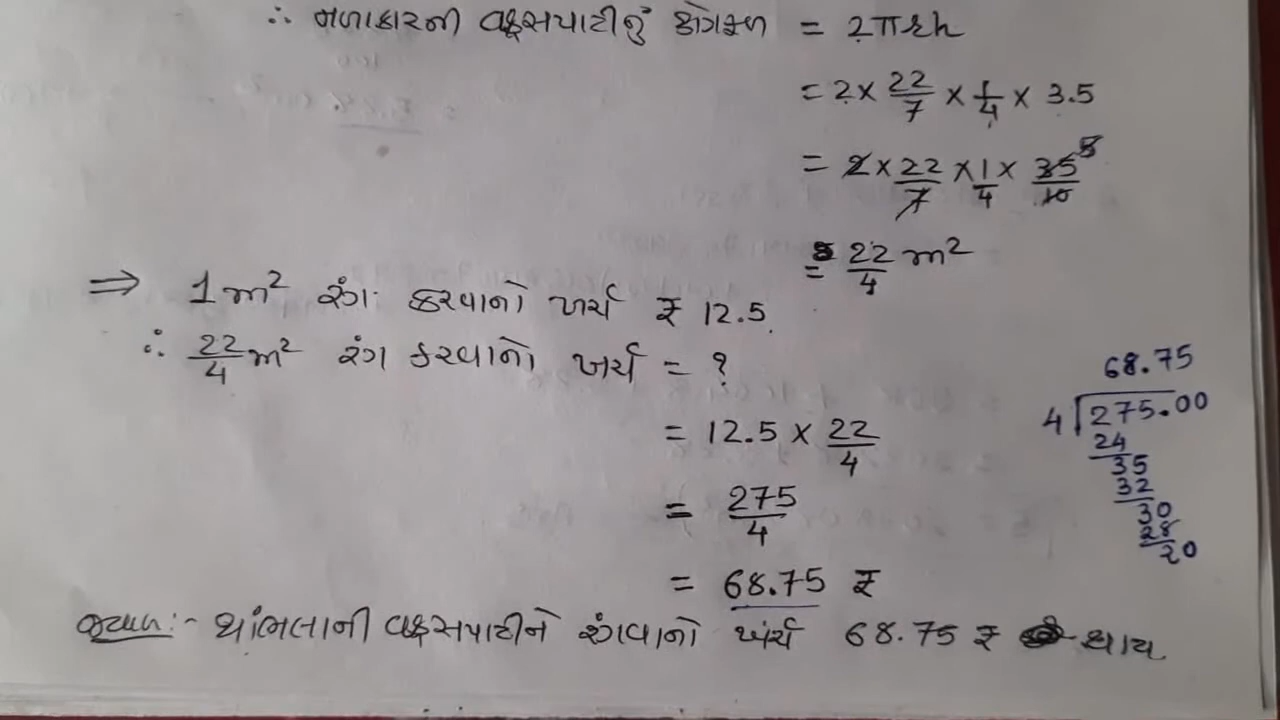 ∴ નળાકારની વક્રસપાટીનું ક્ષેત્રફળ = 2πrh
= 2 × 22/7 × 1/4 × 3.5
= 2 × 22/7 × 1/4 × 35/10 5
= 22/4 m²
⇒ 1 m² રંગ કરવાનો ખર્ચ ₹ 12.5
∴ 22/4 m² રંગ કરવાનો ખર્ચ = ?
= 12.5 × 22/4
= 275/4
= 68.75 ₹
68.75
4 275.00
24
35
32
30
28
20
જવાબ :- થાંભલાની વક્રસપાટીને રંગવાનો ખર્ચ 68.75 ₹ થાય